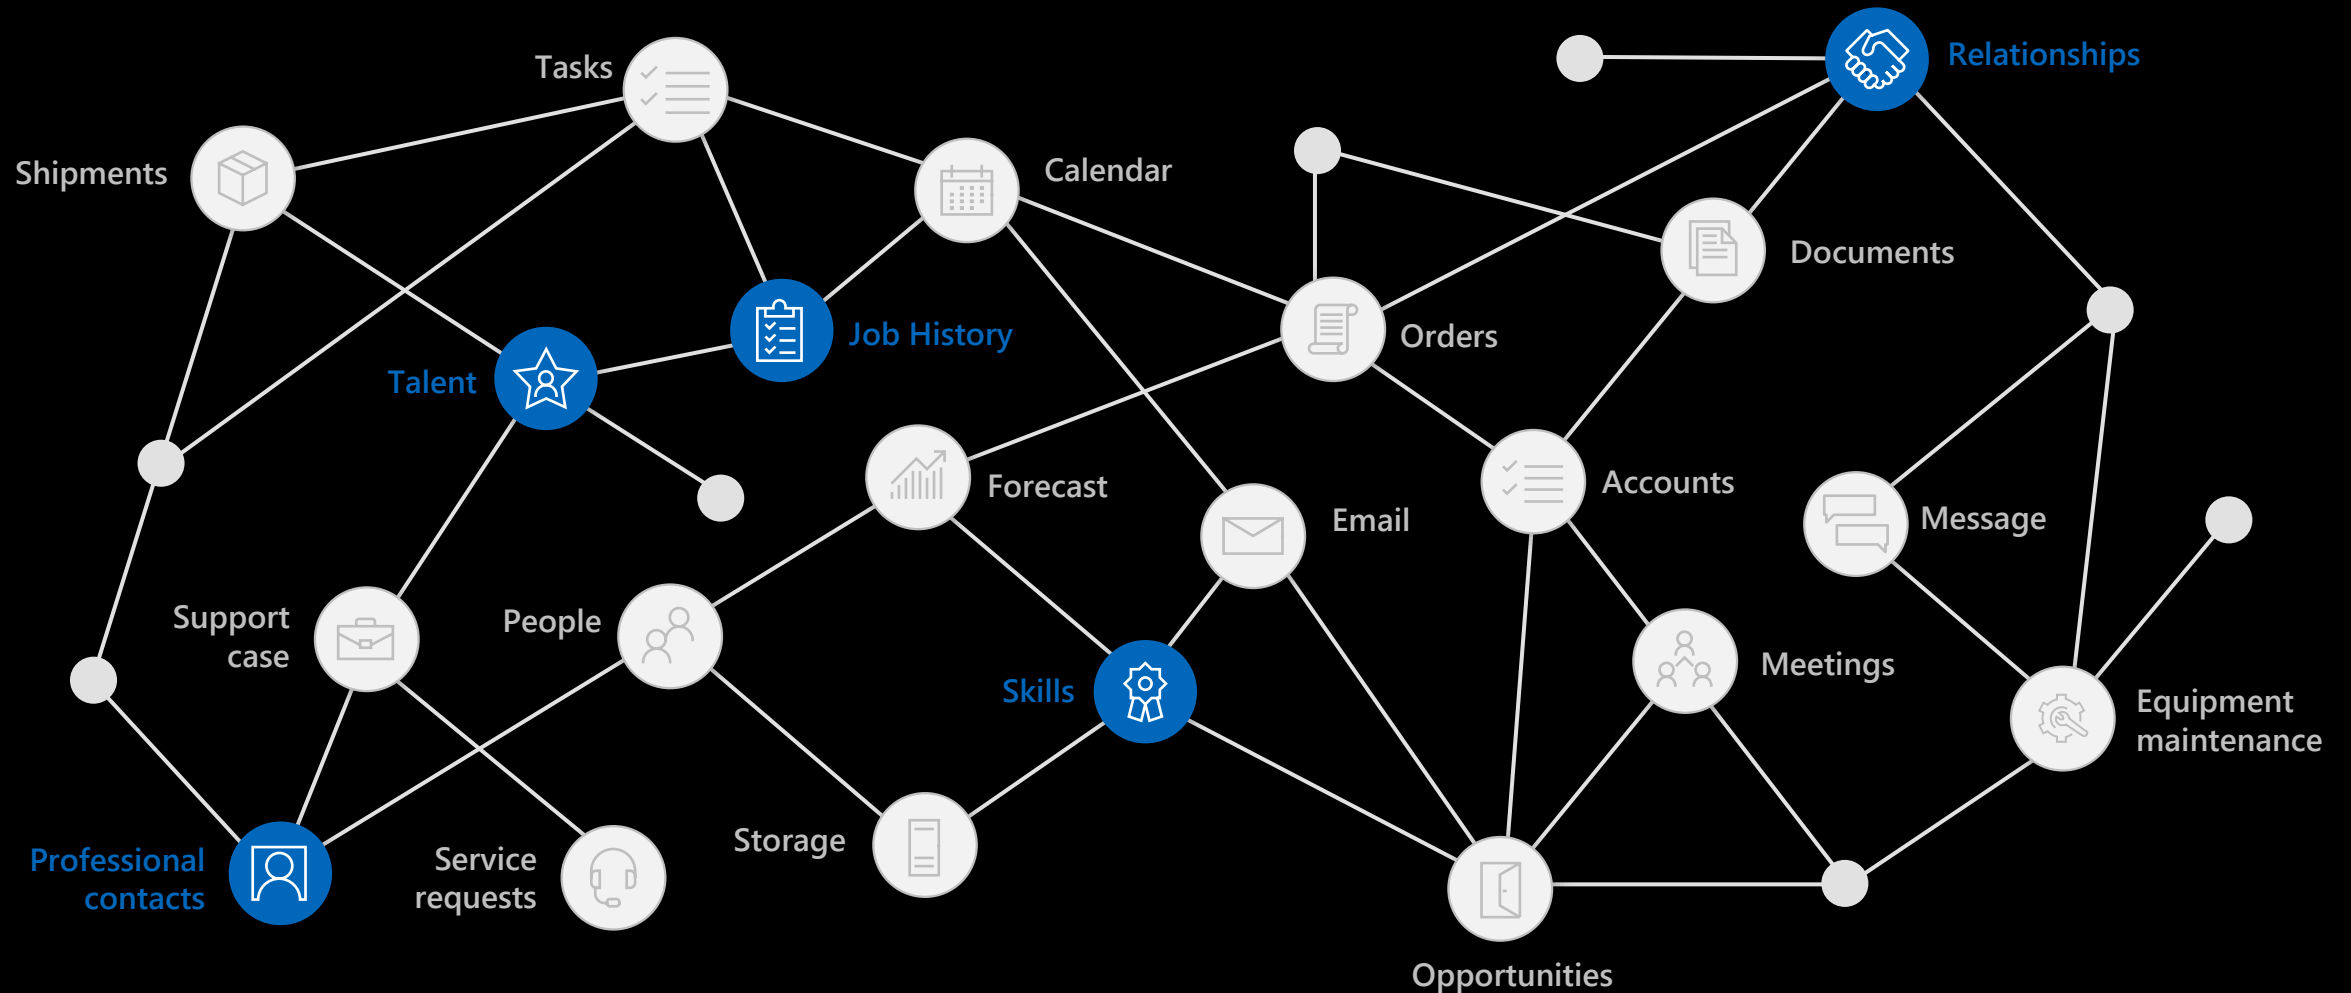 Relationships
Tasks
Calendar
Shipments
Documents
Job History
Orders
Talent
Forecast
Accounts
Email
Message
Support
case
People
Meetings
Skills
Equipment
maintenance
Storage
Professional
contacts
Service
requests
Opportunities